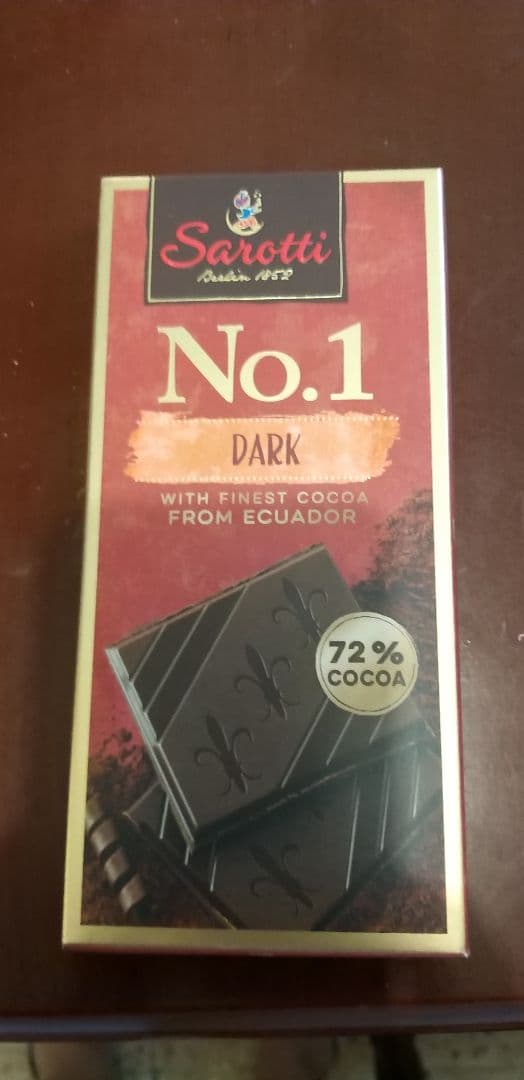 Sarotti
Berlin 1852
No.1
DARK
WITH FINEST COCOA
FROM ECUADOR
72%
COCOA